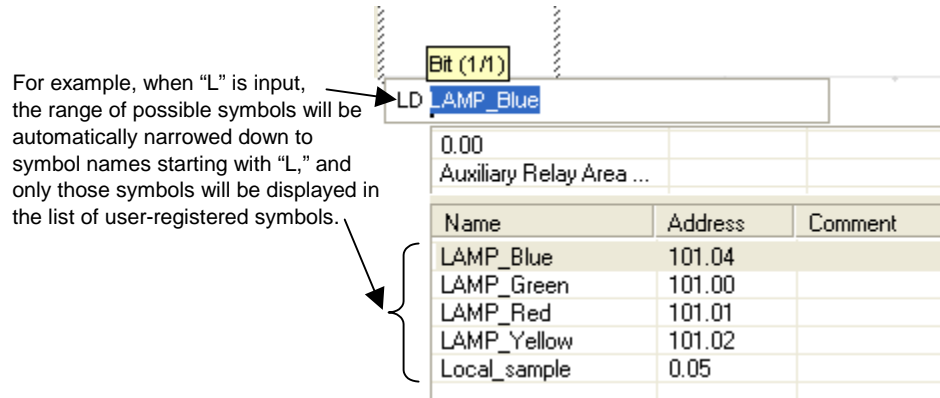 Bit (1/1)
For example, when “L” is input,
the range of possible symbols will be
automatically narrowed down to
symbol names starting with “L,” and
only those symbols will be displayed in
the list of user-registered symbols.
LD LAMP_Blue
0.00
Auxiliary Relay Area ...
Name Address Comment
LAMP_Blue 101.04
LAMP_Green 101.00
LAMP_Red 101.01
LAMP_Yellow 101.02
Local_sample 0.05